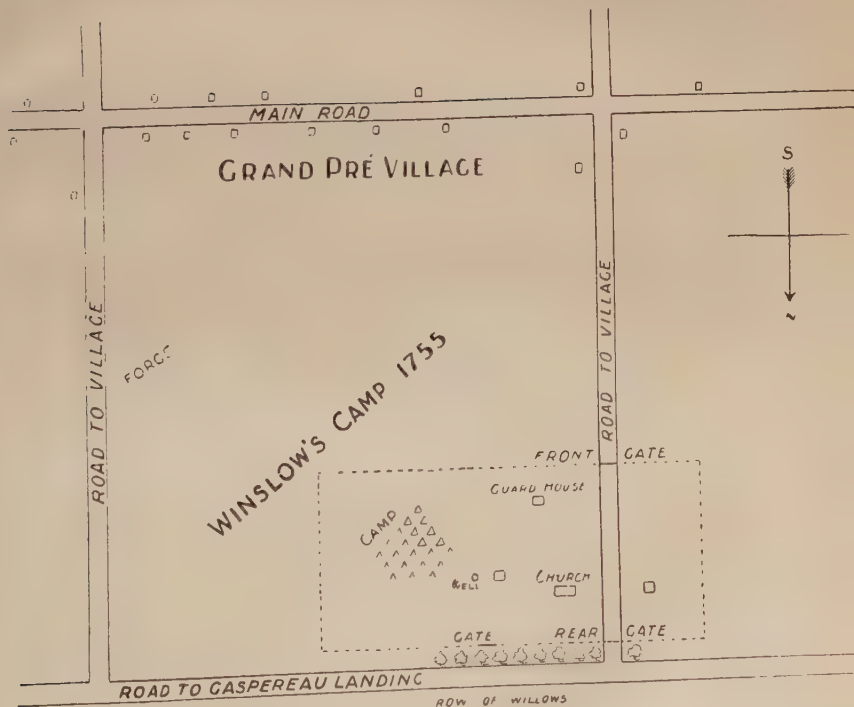 MAIN ROAD
GRAND PRÉ VILLAGE
S
ROAD TO VILLAGE
ROAD TO VILLAGE
FORGE
WINSLOW'S CAMP 1755
N
FRONT GATE
GUARD HOUSE
CAMP
WELL
CHURCH
GATE
REAR GATE
ROAD TO GASPEREAU LANDING
ROW OF WILLOWS